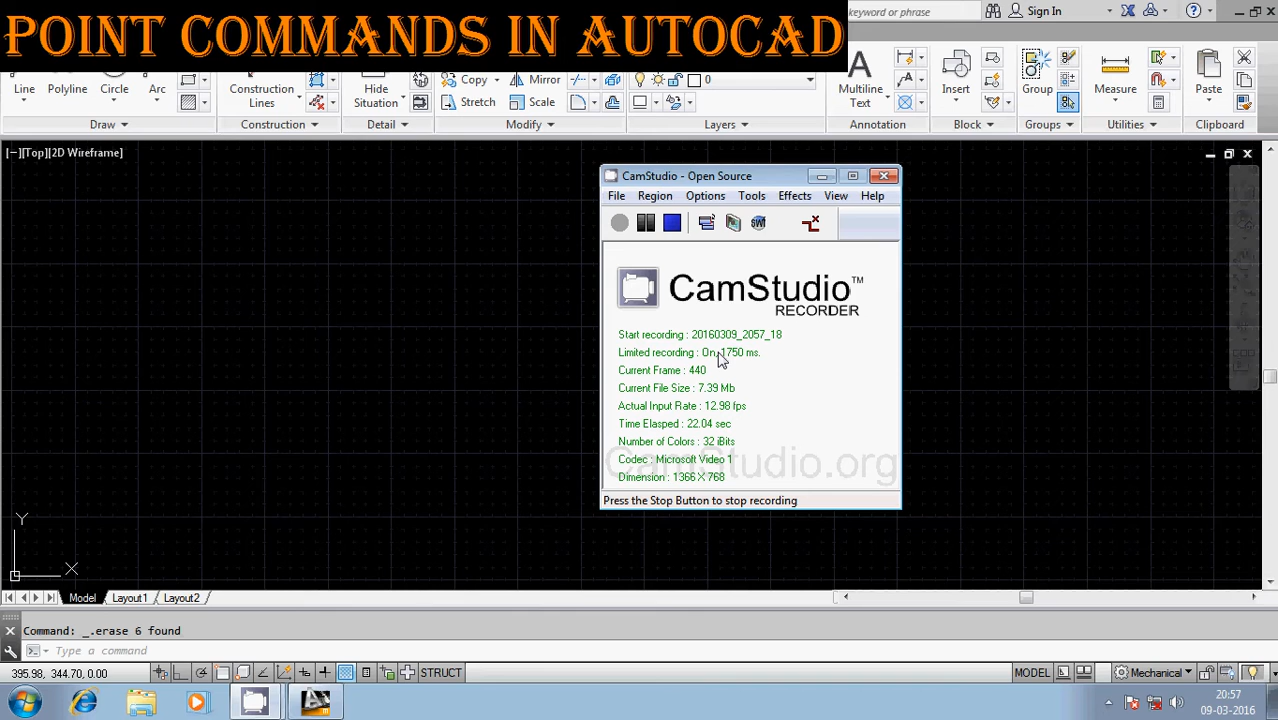 POINT COMMANDS IN AUTOCAD
keyword or phrase
Sign In
Line
Polyline
Circle
Arc
Construction
Lines
Hide
Situation
Copy
Mirror
Stretch
Scale
0
Multiline
Text
Insert
Group
Measure
Paste
Draw
Construction
Detail
Modify
Layers
Annotation
Block
Groups
Utilities
Clipboard
[−][Top][2D Wireframe]
CamStudio - Open Source
File Region Options Tools Effects View Help
SWF
CamStudio™
RECORDER
Start recording : 20160309_2057_18
Limited recording : On, 1750 ms.
Current Frame : 440
Current File Size : 7.39 Mb
Actual Input Rate : 12.98 fps
Time Elasped : 22.04 sec
Number of Colors : 32 iBits
Codec : Microsoft Video 1
Dimension : 1366 X 768
CamStudio.org
Press the Stop Button to stop recording
Y
X
Model Layout1 Layout2
Command: _.erase 6 found
Type a command
395.98, 344.70, 0.00
STRUCT
MODEL
Mechanical
20:57
09-03-2016